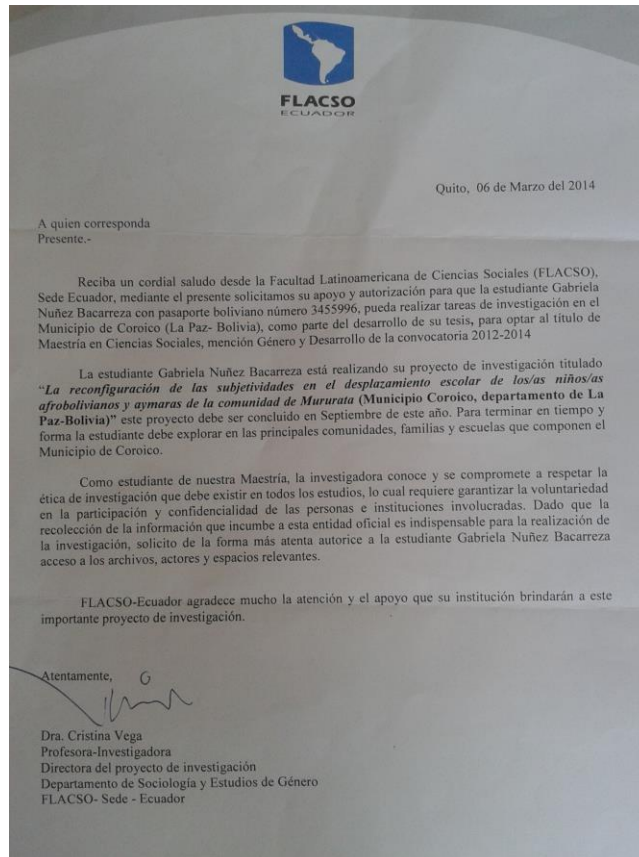 FLACSO
ECUADOR
Quito, 06 de Marzo del 2014
A quien corresponda
Presente.-
Reciba un cordial saludo desde la Facultad Latinoamericana de Ciencias Sociales (FLACSO),
Sede Ecuador, mediante el presente solicitamos su apoyo y autorización para que la estudiante Gabriela
Nuñez Bacarreza con pasaporte boliviano número 3455996, pueda realizar tareas de investigación en el
Municipio de Coroico (La Paz- Bolivia), como parte del desarrollo de su tesis, para optar al título de
Maestría en Ciencias Sociales, mención Género y Desarrollo de la convocatoria 2012-2014
La estudiante Gabriela Nuñez Bacarreza está realizando su proyecto de investigación titulado
“La reconfiguración de las subjetividades en el desplazamiento escolar de los/as niños/as
afrobolivianos y aymaras de la comunidad de Mururata (Municipio Coroico, departamento de La
Paz-Bolivia)” este proyecto debe ser concluido en Septiembre de este año. Para terminar en tiempo y
forma la estudiante debe explorar en las principales comunidades, familias y escuelas que componen el
Municipio de Coroico.
Como estudiante de nuestra Maestría, la investigadora conoce y se compromete a respetar la
ética de investigación que debe existir en todos los estudios, lo cual requiere garantizar la voluntariedad
en la participación y confidencialidad de las personas e instituciones involucradas. Dado que la
recolección de la información que incumbe a esta entidad oficial es indispensable para la realización de
la investigación, solicito de la forma más atenta autorice a la estudiante Gabriela Nuñez Bacarreza
acceso a los archivos, actores y espacios relevantes.
FLACSO-Ecuador agradece mucho la atención y el apoyo que su institución brindarán a este
importante proyecto de investigación.
Atentamente,
Dra. Cristina Vega
Profesora-Investigadora
Directora del proyecto de investigación
Departamento de Sociología y Estudios de Género
FLACSO- Sede - Ecuador